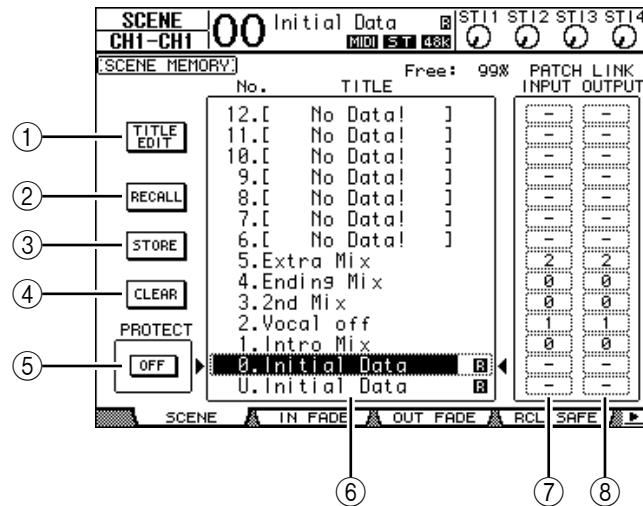 SCENE
CH1-CH1
00 Initial Data R
MIDI ST 48k
STI1 STI2 STI3 STI4
SCENE MEMORY
Free: 99%
PATCH LINK
No. TITLE INPUT OUTPUT
12.[ No Data! ] - -
11.[ No Data! ] - -
10.[ No Data! ] - -
9.[ No Data! ] - -
8.[ No Data! ] - -
7.[ No Data! ] - -
6.[ No Data! ] - -
5.Extra Mix 2 2
4.Ending Mix 0 0
3.2nd Mix 0 0
2.Vocal off 1 1
1.Intro Mix 0 0
0.Initial Data R - -
U.Initial Data R - -
① TITLE EDIT
② RECALL
③ STORE
④ CLEAR
PROTECT
⑤ OFF
SCENE IN FADE OUT FADE RCL SAFE
⑥ ⑦ ⑧